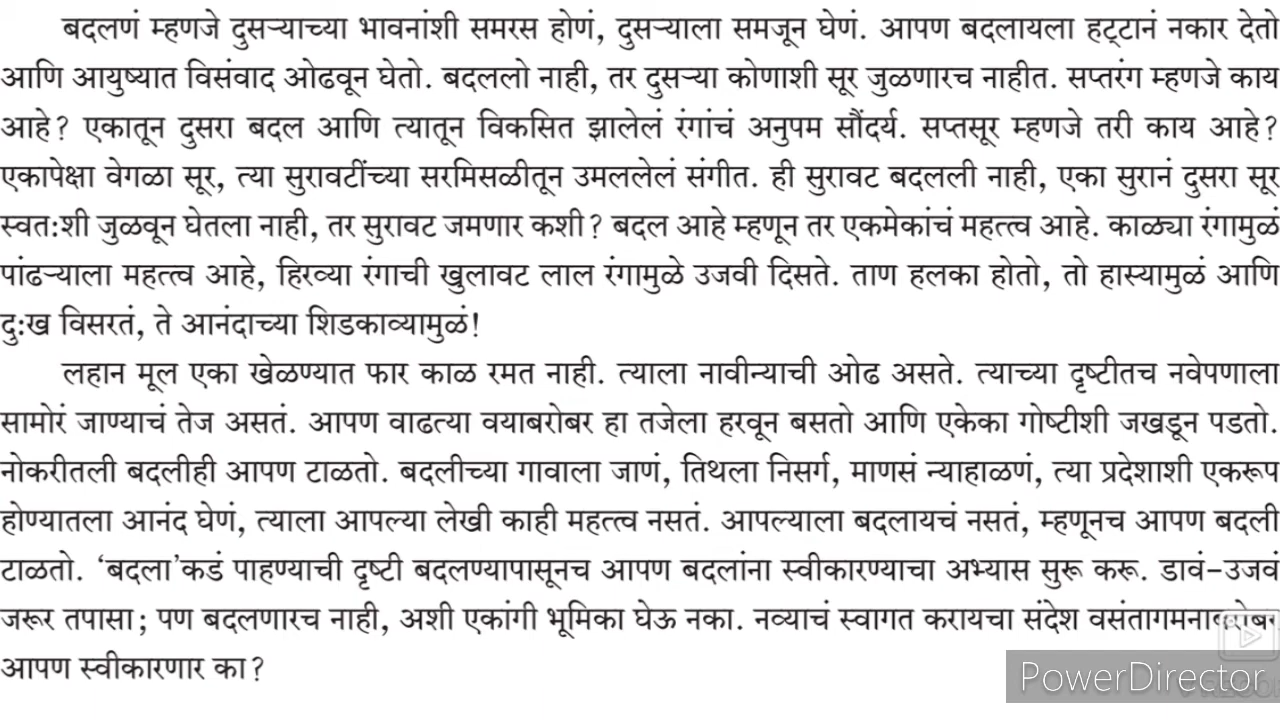 बदलणं म्हणजे दुसऱ्याच्या भावनांशी समरस होणं, दुसऱ्याला समजून घेणं. आपण बदलायला हट्टानं नकार देतो
आणि आयुष्यात विसंवाद ओढवून घेतो. बदललो नाही, तर दुसऱ्या कोणाशी सूर जुळणारच नाहीत. सप्तरंग म्हणजे काय
आहे? एकातून दुसरा बदल आणि त्यातून विकसित झालेलं रंगांचं अनुपम सौंदर्य. सप्तसूर म्हणजे तरी काय आहे?
एकापेक्षा वेगळा सूर, त्या सुरावटींच्या सरमिसळीतून उमललेलं संगीत. ही सुरावट बदलली नाही, एका सुरानं दुसरा सूर
स्वतःशी जुळवून घेतला नाही, तर सुरावट जमणार कशी? बदल आहे म्हणून तर एकमेकांचं महत्त्व आहे. काळ्या रंगामुळं
पांढऱ्याला महत्त्व आहे, हिरव्या रंगाची खुलावट लाल रंगामुळे उजवी दिसते. ताण हलका होतो, तो हास्यामुळं आणि
दुःख विसरतं, ते आनंदाच्या शिडकाव्यामुळं!
लहान मूल एका खेळण्यात फार काळ रमत नाही. त्याला नावीन्याची ओढ असते. त्याच्या दृष्टीतच नवेपणाला
सामोरं जाण्याचं तेज असतं. आपण वाढत्या वयाबरोबर हा तजेला हरवून बसतो आणि एकेका गोष्टीशी जखडून पडतो.
नोकरीतली बदलीही आपण टाळतो. बदलीच्या गावाला जाणं, तिथला निसर्ग, माणसं न्याहाळणं, त्या प्रदेशाशी एकरूप
होण्यातला आनंद घेणं, त्याला आपल्या लेखी काही महत्त्व नसतं. आपल्याला बदलायचं नसतं, म्हणूनच आपण बदली
टाळतो. ‘बदला’कडं पाहण्याची दृष्टी बदलण्यापासूनच आपण बदलांना स्वीकारण्याचा अभ्यास सुरू करू. डावं-उजवं
जरूर तपासा; पण बदलणारच नाही, अशी एकांगी भूमिका घेऊ नका. नव्याचं स्वागत करायचा संदेश वसंतागमनाबरोबर
आपण स्वीकारणार का?
PowerDirector